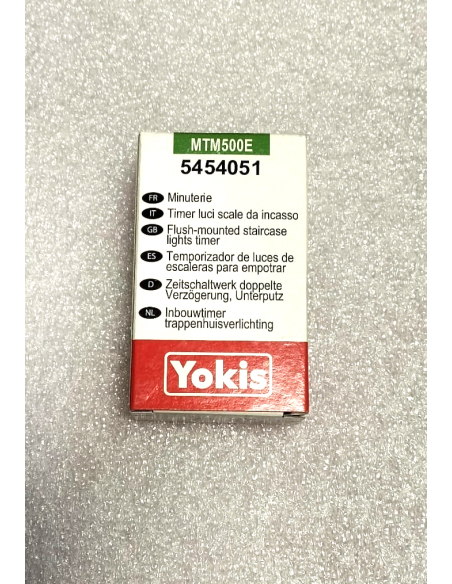 MTM500E
5454051
FR Minuterie
IT Timer luci scale da incasso
GB Flush-mounted staircase
lights timer
ES Temporizador de luces de
escaleras para empotrar
D Zeitschaltwerk doppelte
Verzögerung, Unterputz
NL Inbouwtimer
trappenhuisverlichting
Yokis